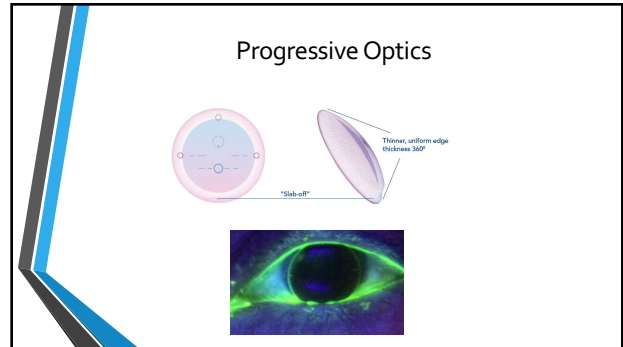 Progressive Optics
Thinner, uniform edge
thickness 360°
"Slab-off"